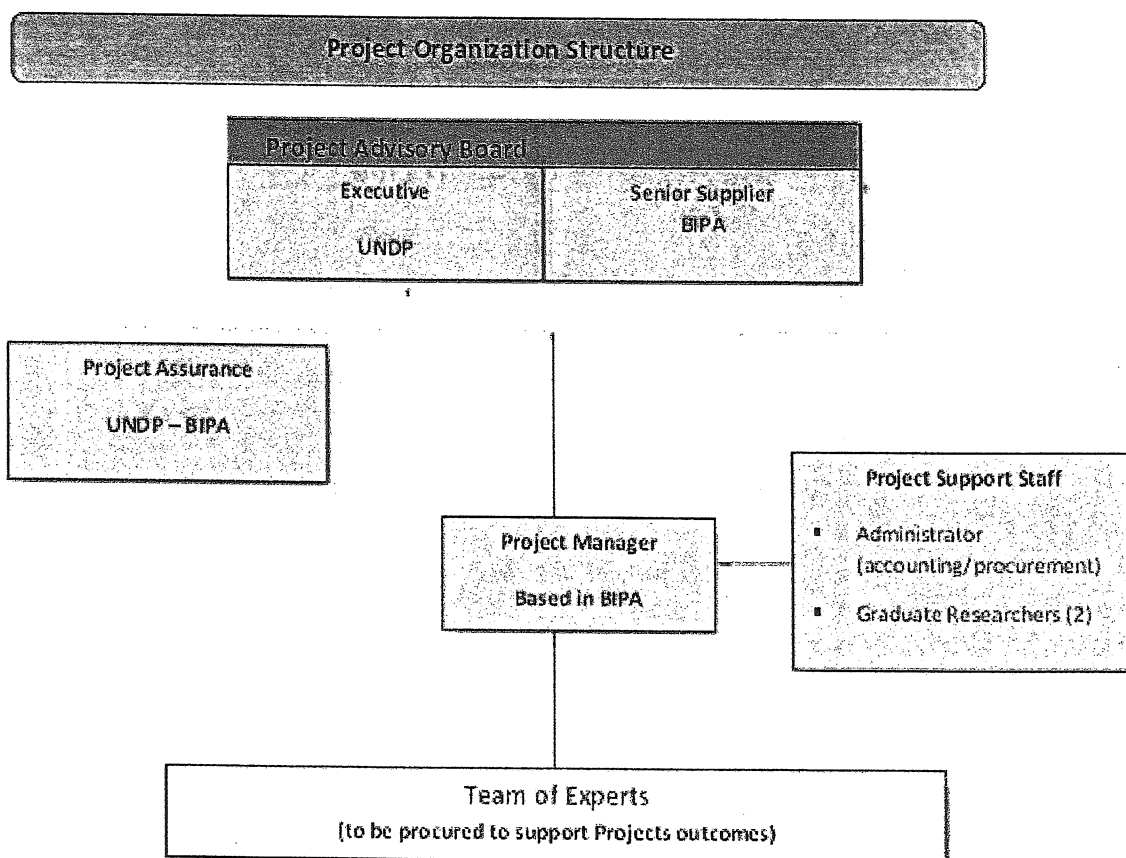 Project Organization Structure
Project Advisory Board
Executive
UNDP
Senior Supplier
BIPA
Project Assurance
UNDP – BIPA
Project Manager
Based in BIPA
Project Support Staff
▪ Administrator
(accounting/procurement)
▪ Graduate Researchers (2)
Team of Experts
(to be procured to support Projects outcomes)